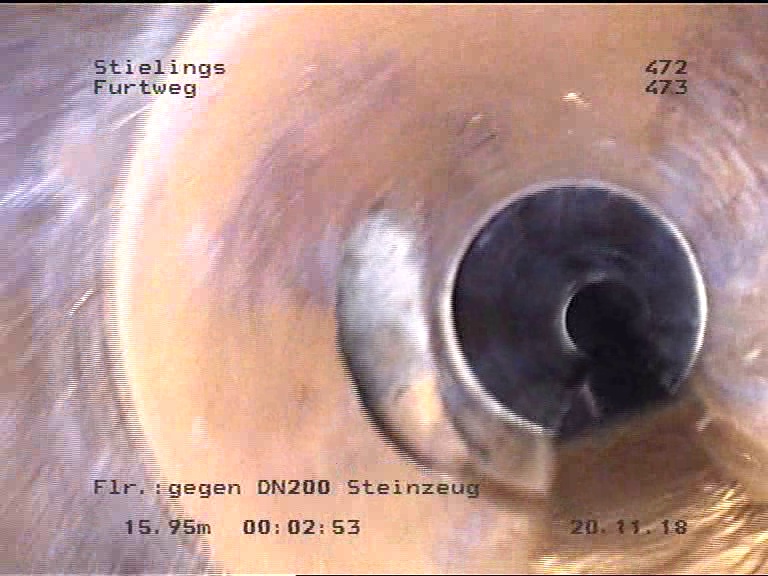 Stielings 472
Furtweg 473
Flr.:gegen DN200 Steinzeug
15.95m 00:02:53 20.11.18